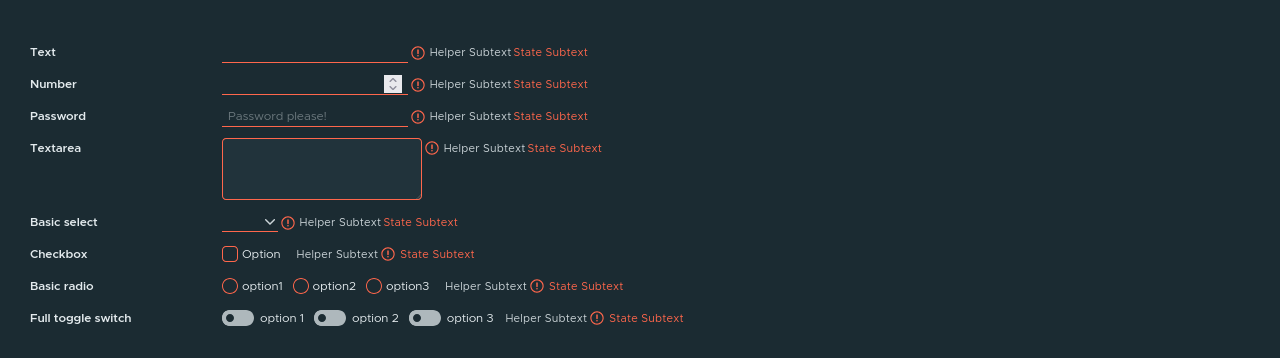 Text Helper Subtext State Subtext
Number Helper Subtext State Subtext
Password Password please! Helper Subtext State Subtext
Textarea Helper Subtext State Subtext
Basic select Helper Subtext State Subtext
Checkbox Option Helper Subtext State Subtext
Basic radio option1 option2 option3 Helper Subtext State Subtext
Full toggle switch option 1 option 2 option 3 Helper Subtext State Subtext